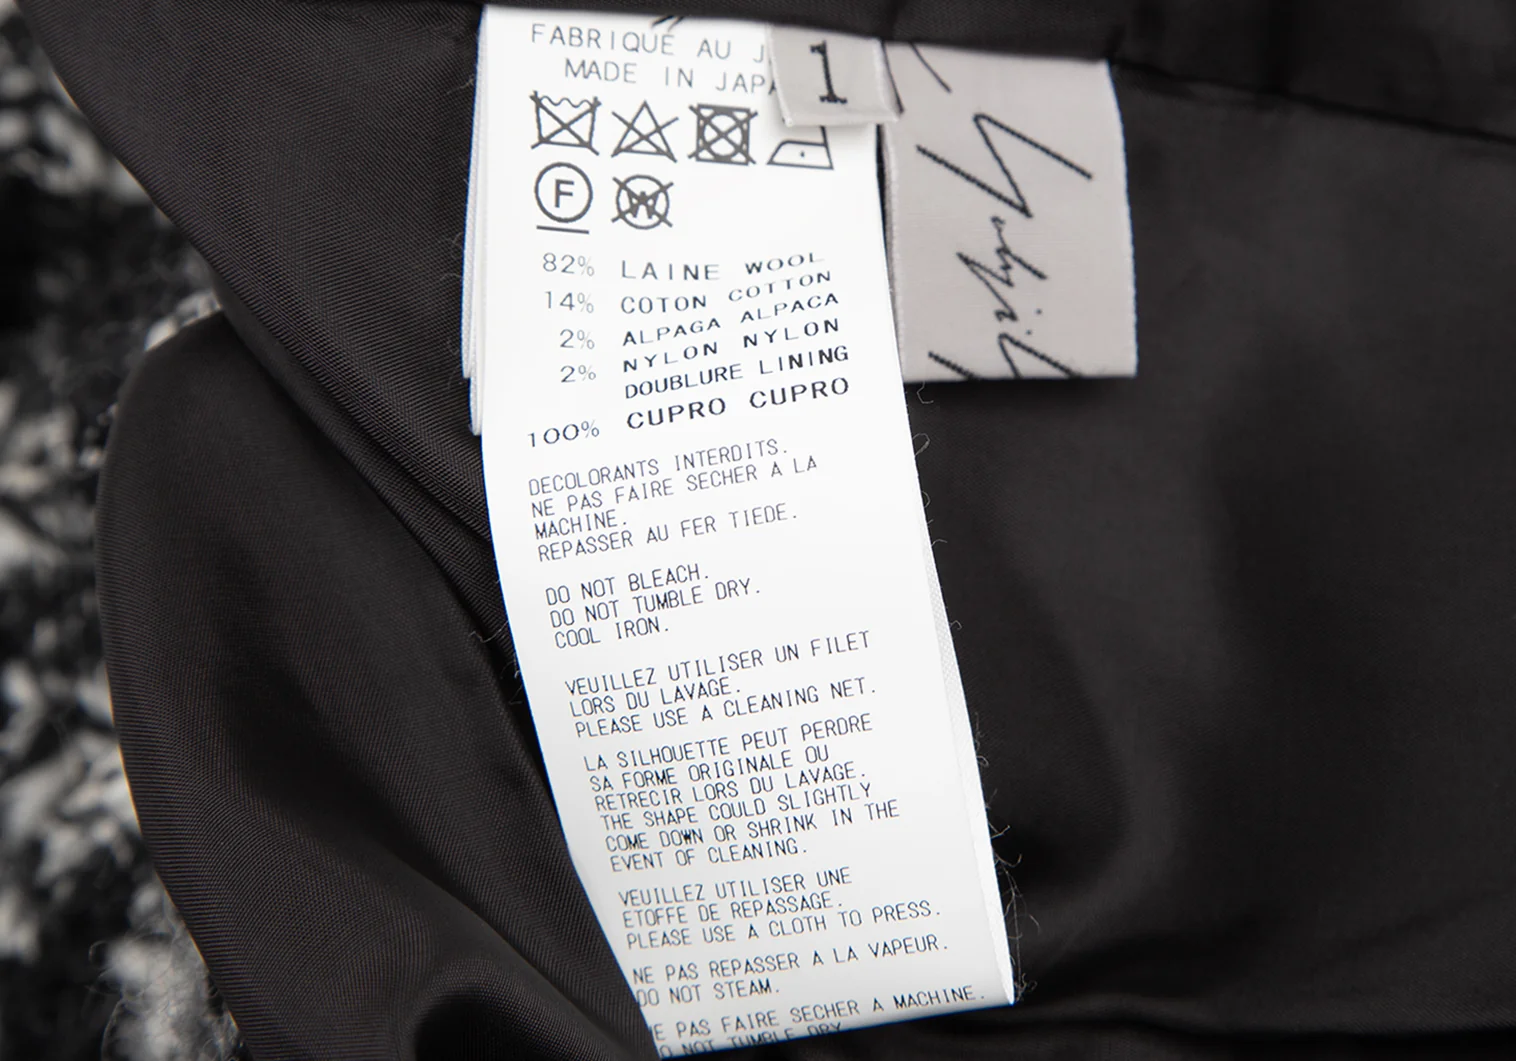 FABRIQUÉ AU
MADE IN
1
F
W
82% LAINE WOOL
14% COTON COTTON
2% ALPAGA ALPACA
2% NYLON NYLON
DOUBLURE LINING
100% CUPRO CUPRO
DECOLORANTS INTERDITS.
NE PAS FAIRE SECHER A LA
MACHINE.
REPASSER AU FER TIEDE.
DO NOT BLEACH.
DO NOT TUMBLE DRY.
COOL IRON.
VEUILLEZ UTILISER UN FILET
LORS DU LAVAGE.
PLEASE USE A CLEANING NET.
LA SILHOUETTE PEUT PERDRE
SA FORME ORIGINALE OU
RETRECIR LORS DU LAVAGE.
THE SHAPE COULD SLIGHTLY
COME DOWN OR SHRINK IN THE
EVENT OF CLEANING.
VEUILLEZ UTILISER UNE
ETOFFE DE REPASSAGE.
PLEASE USE A CLOTH TO PRESS.
NE PAS REPASSER A LA VAPEUR.
DO NOT STEAM.
PAS FAIRE SECHER A MACHINE.
NOT TUMBLE DRY